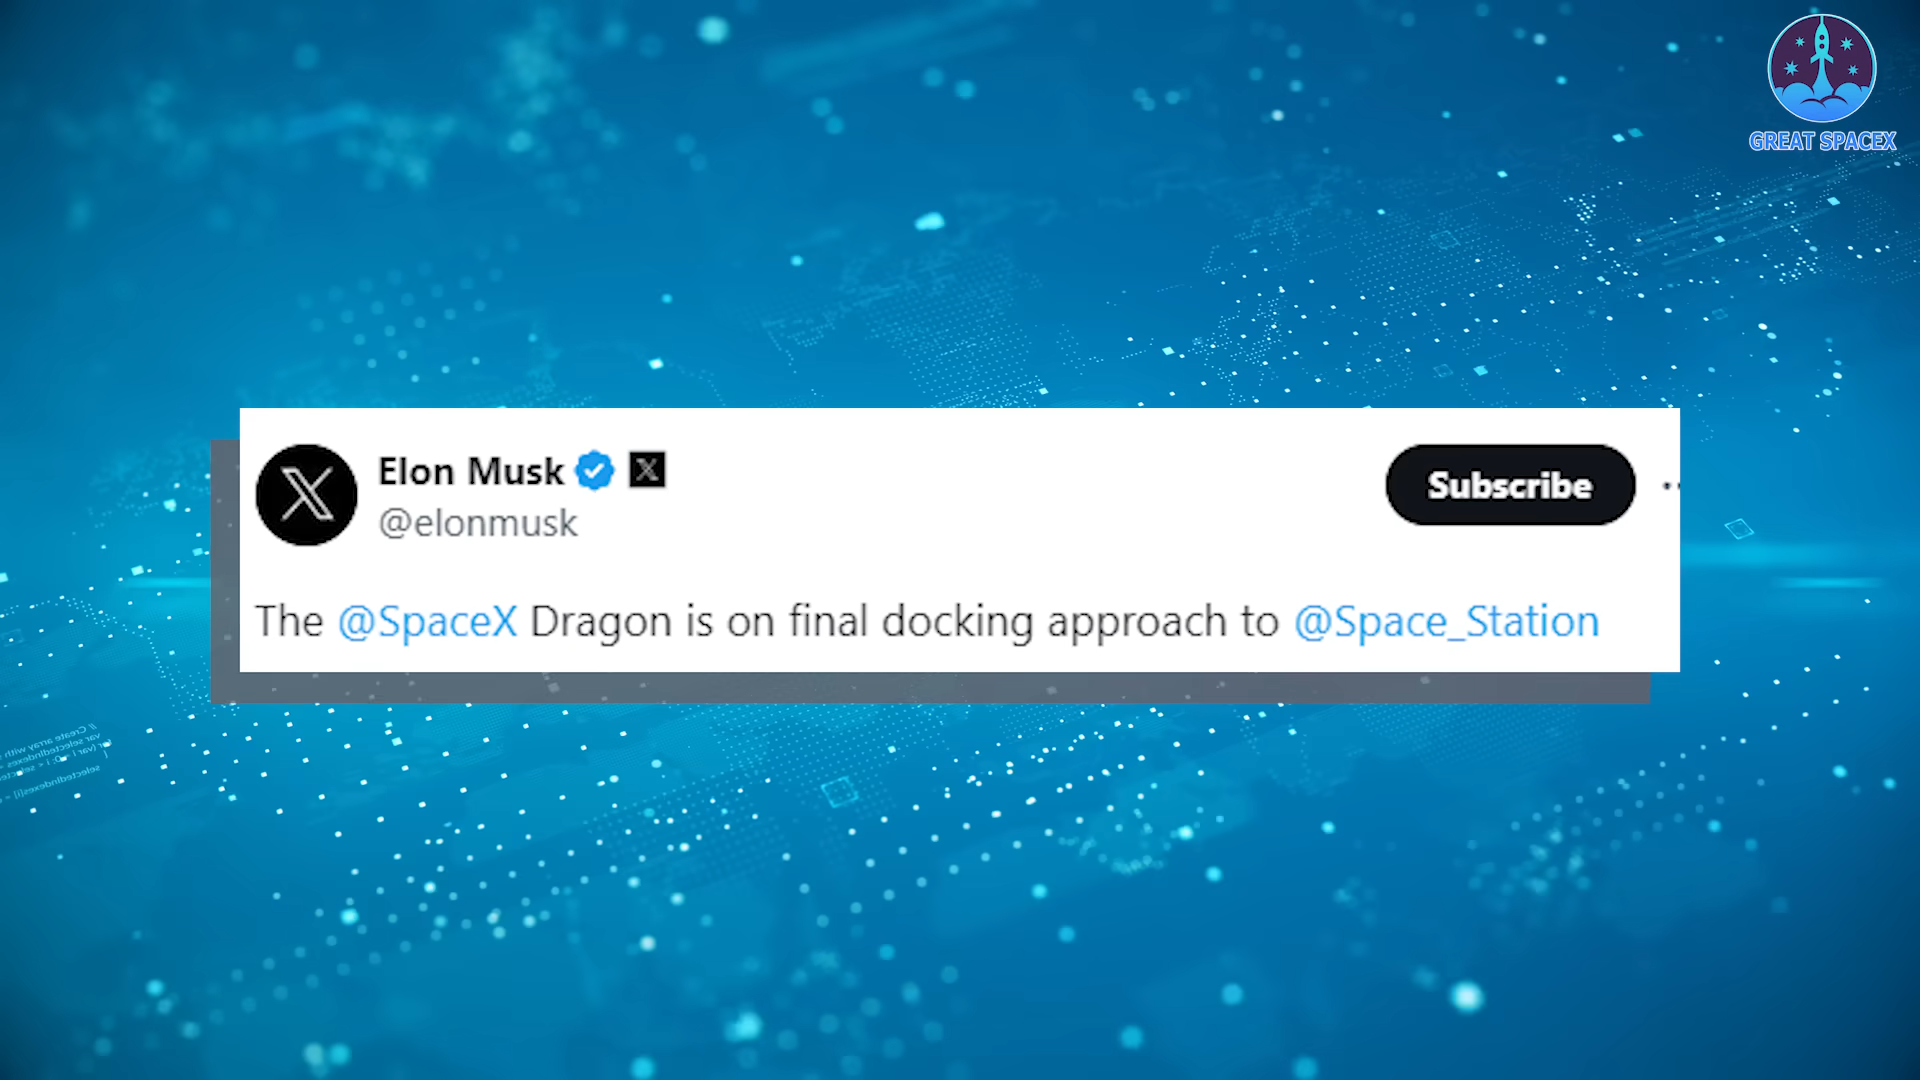 GREAT SPACEX
Elon Musk
@elonmusk
Subscribe
The @SpaceX Dragon is on final docking approach to @Space_Station